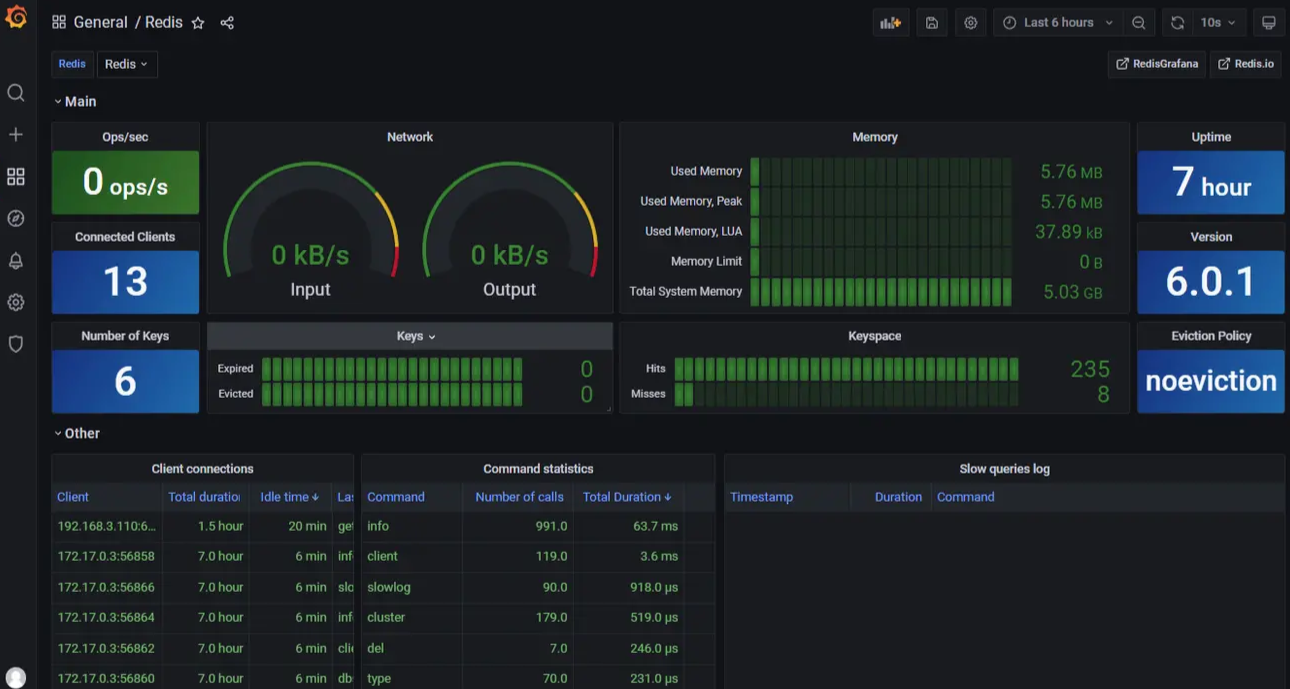 General / Redis
Last 6 hours
10s
Redis
Redis
RedisGrafana
Redis.io
Main
Ops/sec
0 ops/s
Connected Clients
13
Number of Keys
6
Network
0 kB/s
Input
0 kB/s
Output
Memory
Used Memory 5.76 MB
Used Memory, Peak 5.76 MB
Used Memory, LUA 37.89 kB
Memory Limit 0 B
Total System Memory 5.03 GB
Uptime
7 hour
Version
6.0.1
Eviction Policy
noeviction
Keys
Expired 0
Evicted 0
Keyspace
Hits 235
Misses 8
Other
Client connections
Client Total duration Idle time Las
192.168.3.110:6... 1.5 hour 20 min get
172.17.0.3:56858 7.0 hour 6 min inf
172.17.0.3:56866 7.0 hour 6 min slo
172.17.0.3:56864 7.0 hour 6 min inf
172.17.0.3:56862 7.0 hour 6 min cli
172.17.0.3:56860 7.0 hour 6 min db
Command statistics
Command Number of calls Total Duration
info 991.0 63.7 ms
client 119.0 3.6 ms
slowlog 90.0 918.0 µs
cluster 179.0 519.0 µs
del 7.0 246.0 µs
type 70.0 231.0 µs
Slow queries log
Timestamp Duration Command